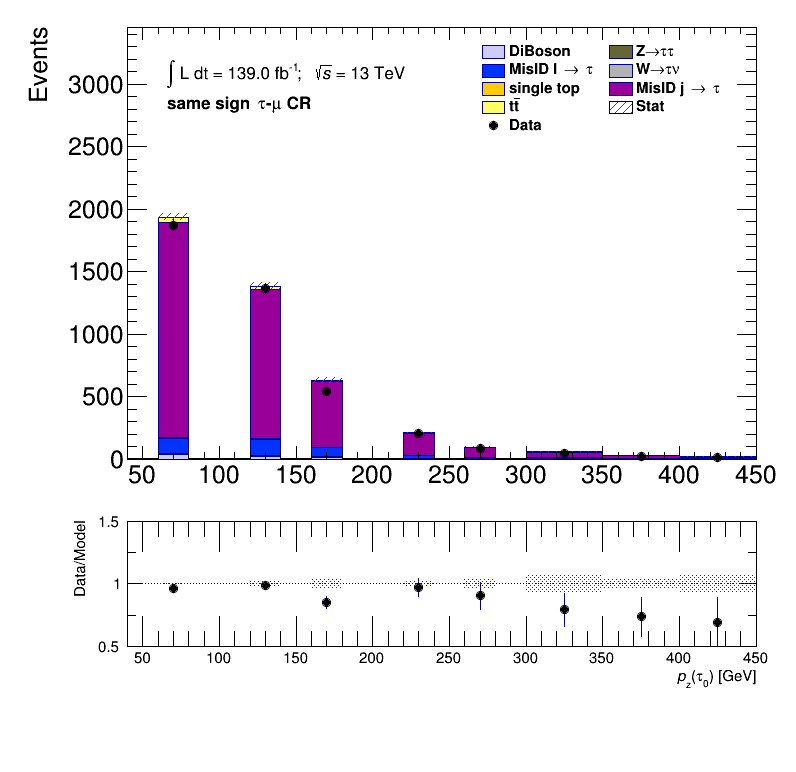 Events
∫ L dt = 139.0 fb⁻¹; √s = 13 TeV
same sign τ-μ CR
DiBoson
MisID l → τ
single top
tt̄
Data
Z→ττ
W→τν
MisID j → τ
Stat
3000
2500
2000
1500
1000
500
0
50 100 150 200 250 300 350 400 450
Data/Model
1.5
1
0.5
50 100 150 200 250 300 350 400 450
p_z(τ_0) [GeV]